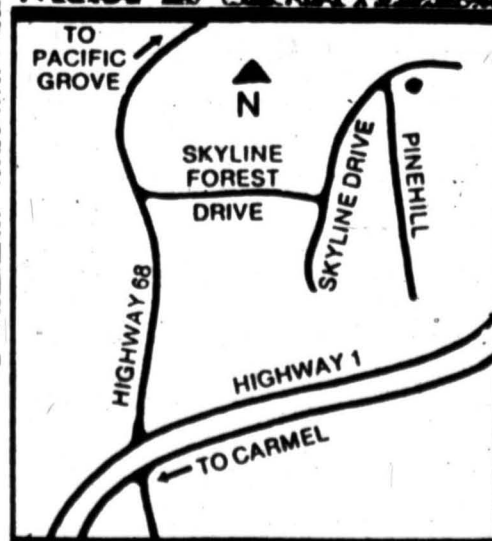 TO
PACIFIC
GROVE
N
SKYLINE
FOREST
DRIVE
SKYLINE DRIVE
PINEHILL
HIGHWAY 68
HIGHWAY 1
TO CARMEL